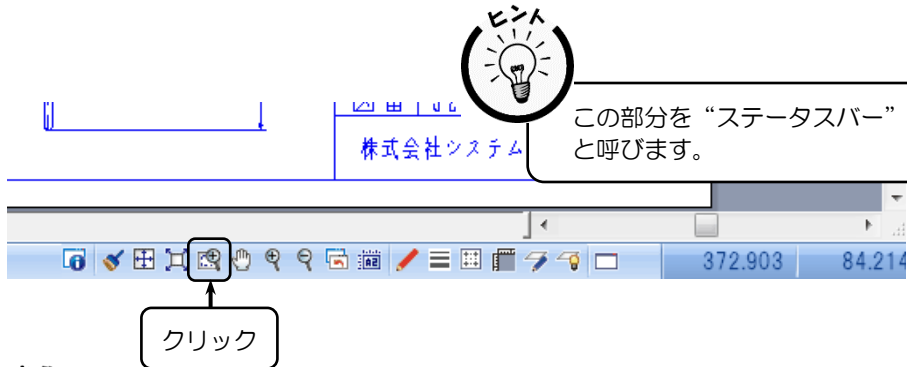 ヒント
この部分を“ステータスバー”
と呼びます。
株式会社システム
372.903 84.214
クリック